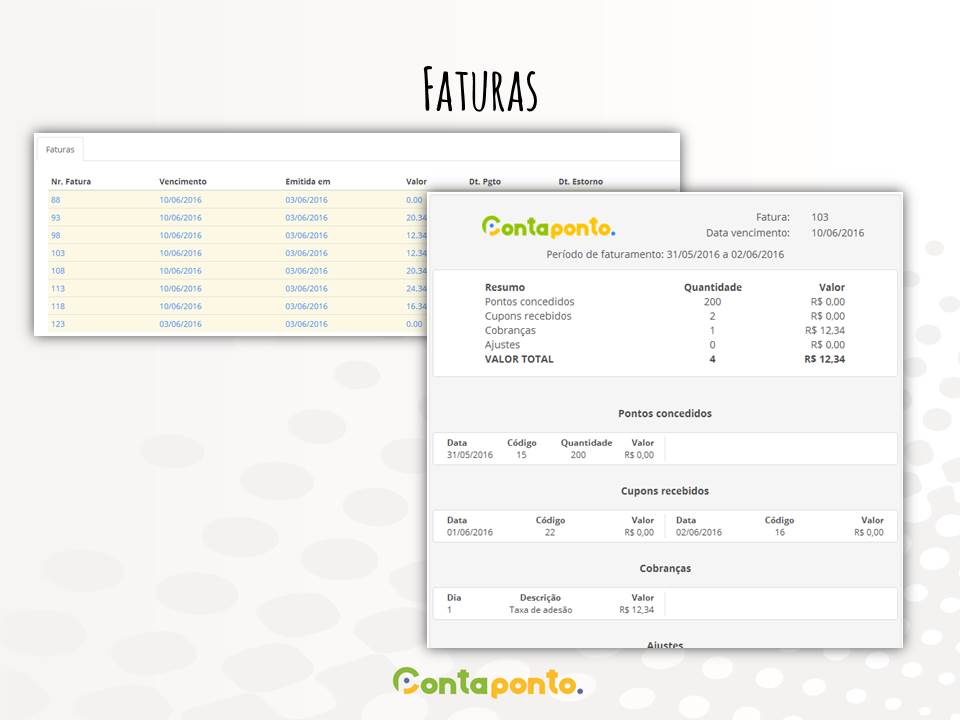 Faturas
Faturas
Nr. Fatura Vencimento Emitida em Valor Dt. Pgto Dt. Estorno
88 10/06/2016 03/06/2016 0.00
93 10/06/2016 03/06/2016 20.34
98 10/06/2016 03/06/2016 12.34
103 10/06/2016 03/06/2016 12.34
108 10/06/2016 03/06/2016 20.34
113 10/06/2016 03/06/2016 24.34
118 10/06/2016 03/06/2016 16.34
123 03/06/2016 03/06/2016 0.00
Contaponto.
Fatura: 103
Data vencimento: 10/06/2016
Período de faturamento: 31/05/2016 a 02/06/2016
Resumo Quantidade Valor
Pontos concedidos 200 R$ 0,00
Cupons recebidos 2 R$ 0,00
Cobranças 1 R$ 12,34
Ajustes 0 R$ 0,00
VALOR TOTAL 4 R$ 12,34
Pontos concedidos
Data Código Quantidade Valor
31/05/2016 15 200 R$ 0,00
Cupons recebidos
Data Código Valor Data Código Valor
01/06/2016 22 R$ 0,00 02/06/2016 16 R$ 0,00
Cobranças
Dia Descrição Valor
1 Taxa de adesão R$ 12,34
Ajustes
Contaponto.